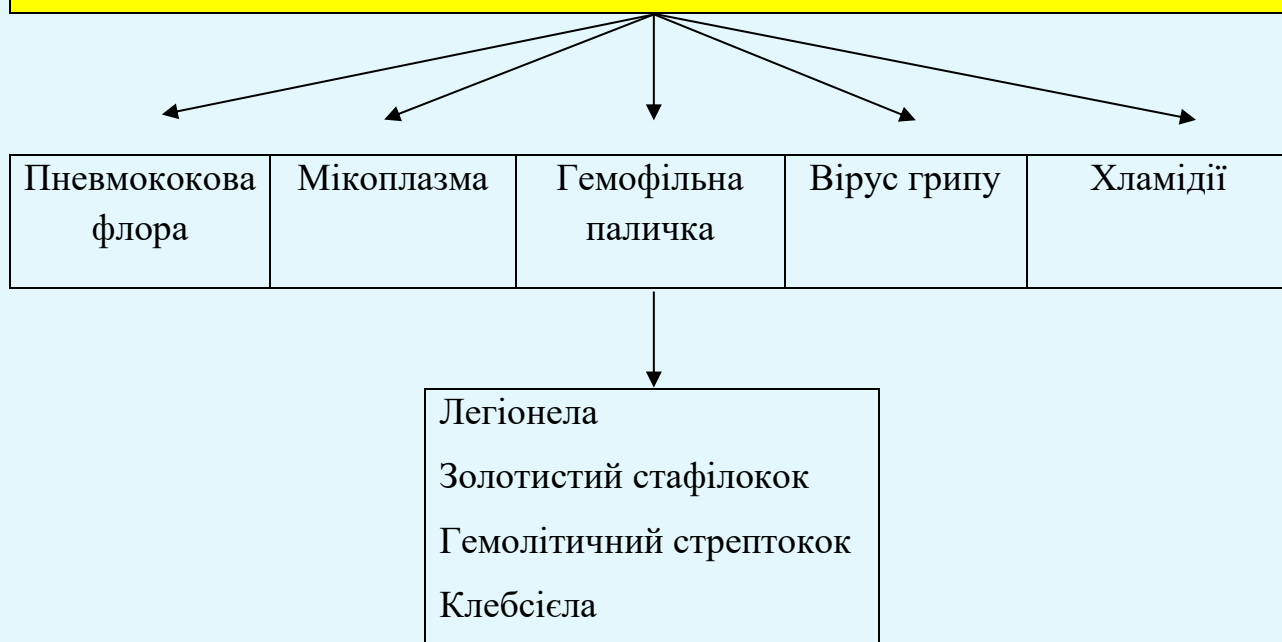 Пневмококова флора
Мікоплазма
Гемофільна паличка
Вірус грипу
Хламідії
Легіонела
Золотистий стафілокок
Гемолітичний стрептокок
Клебсієла